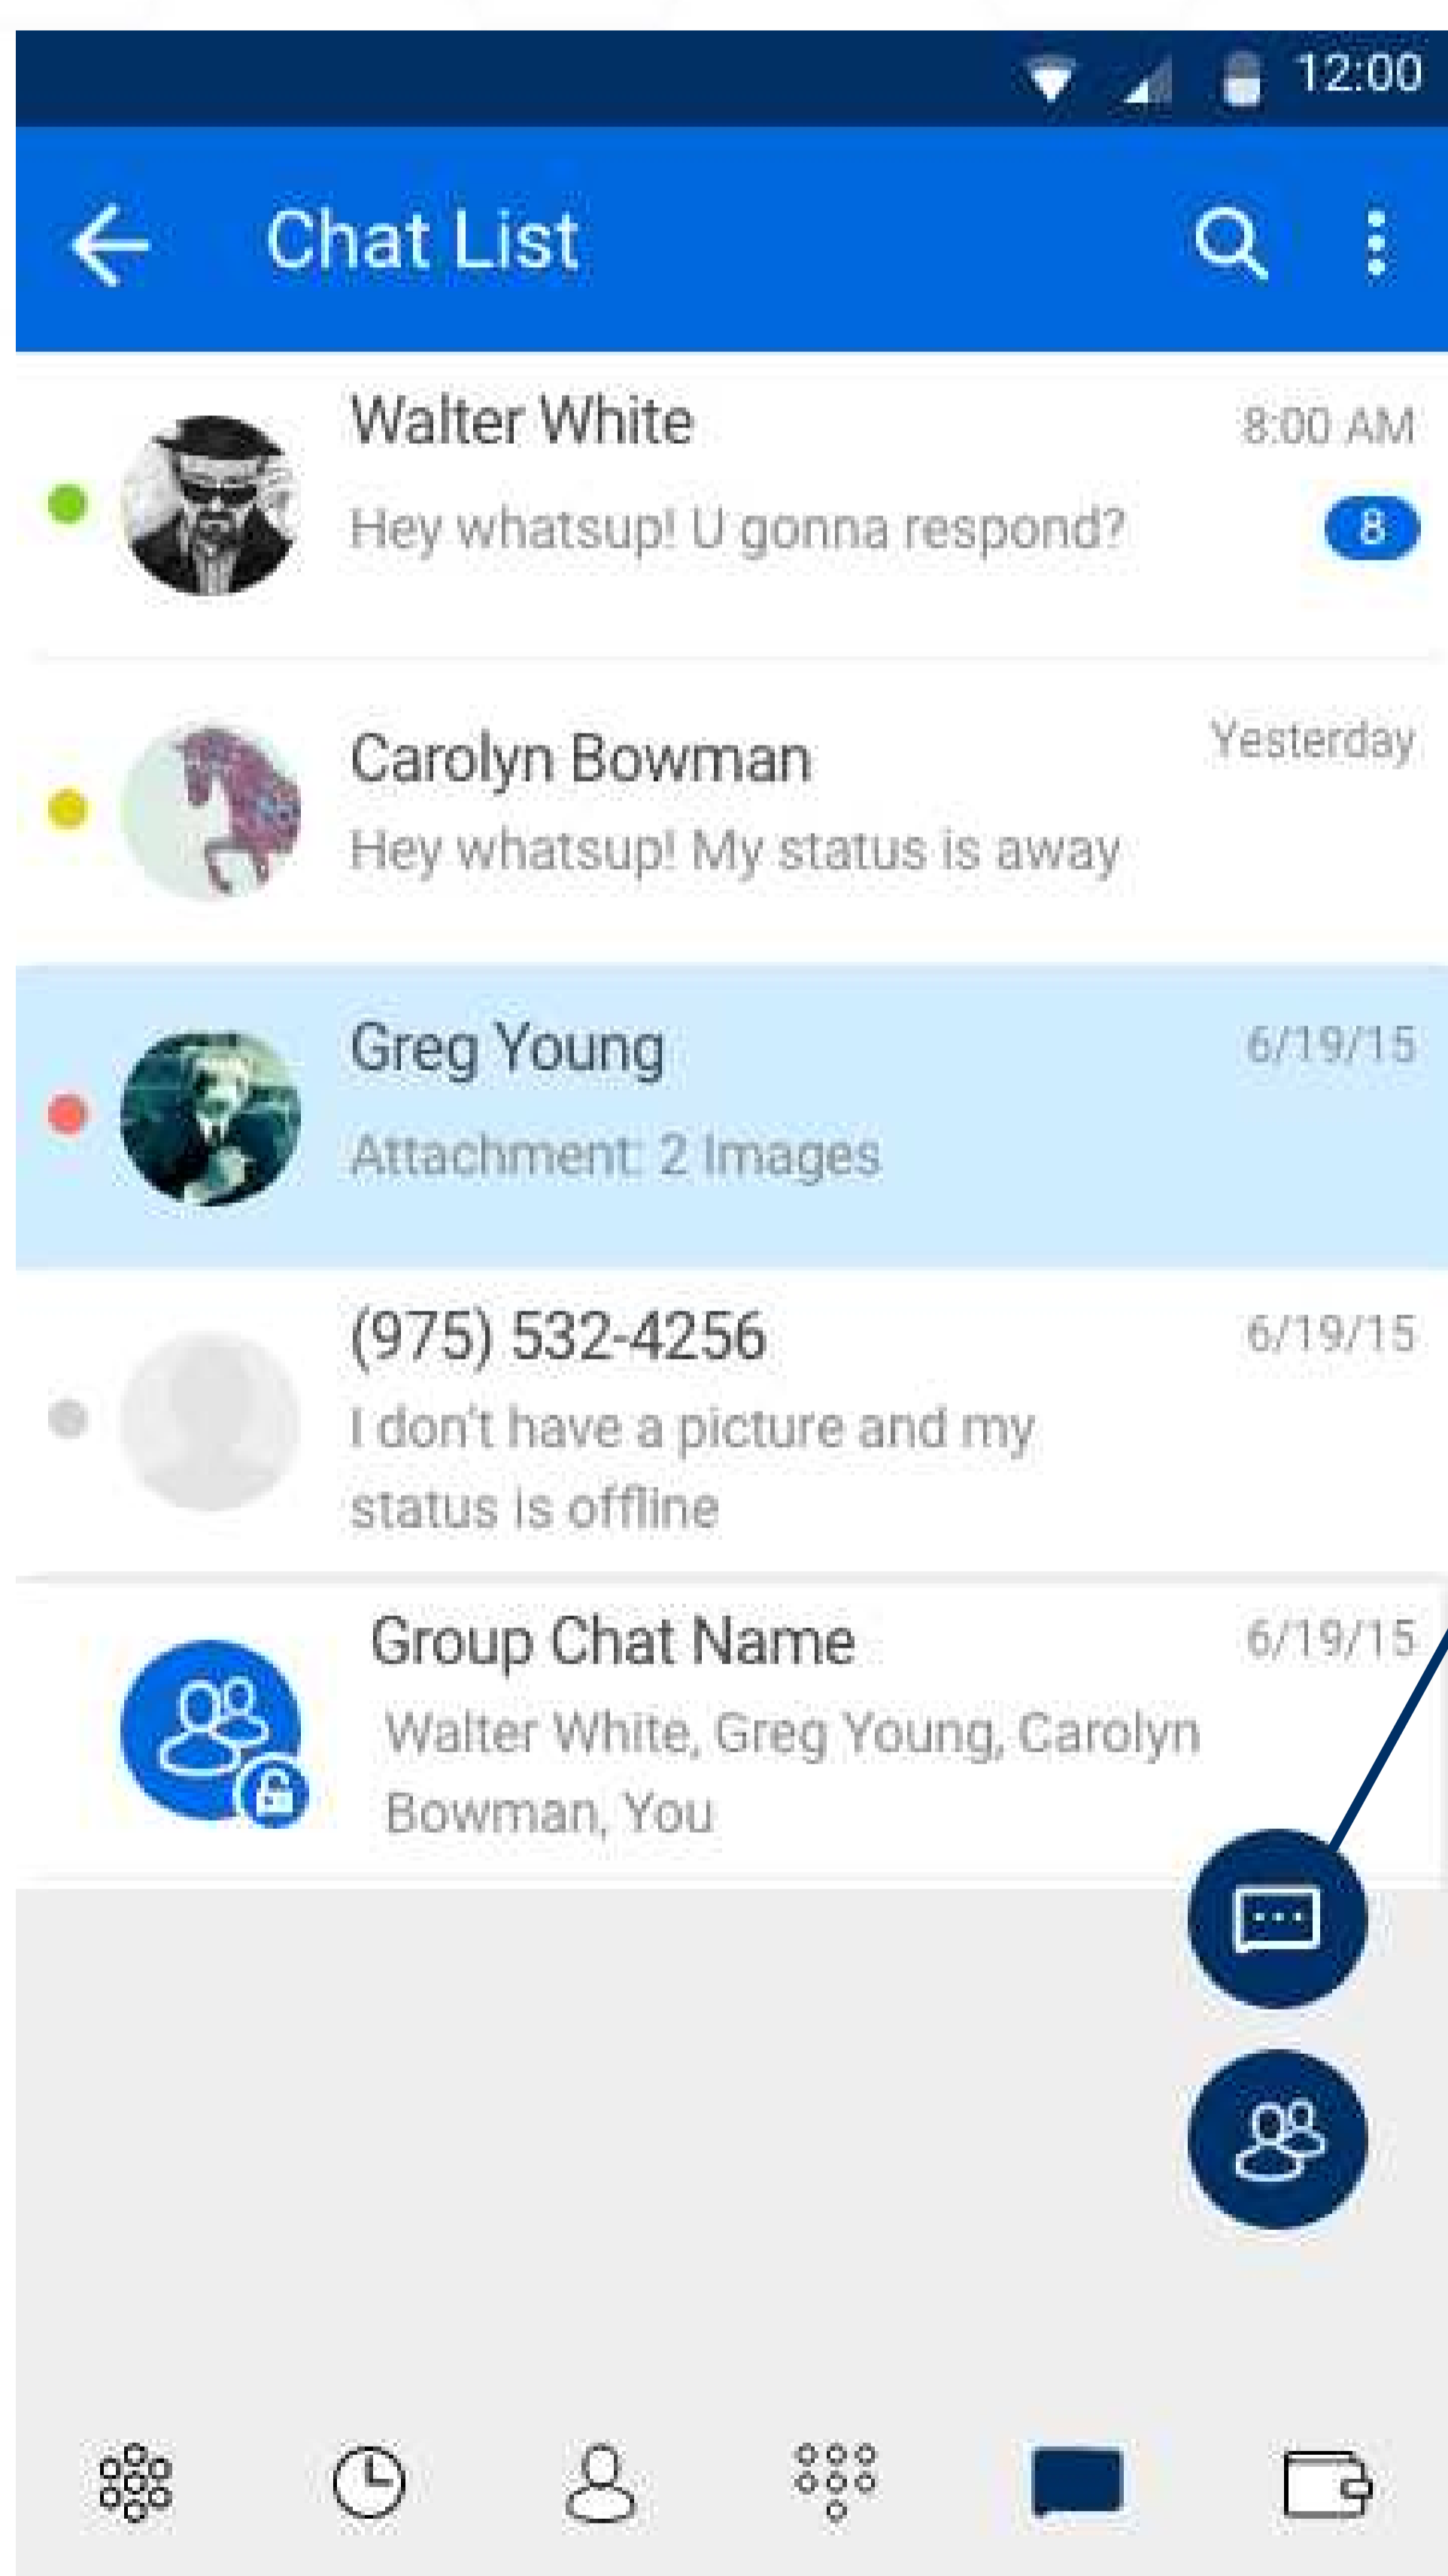 12:00
Chat List
Walter White
8:00 AM
Hey whatsup! U gonna respond?
8
Carolyn Bowman
Yesterday
Hey whatsup! My status is away
Greg Young
6/19/15
Attachment: 2 Images
(975) 532-4256
6/19/15
I don't have a picture and my
status is offline
Group Chat Name
6/19/15
Walter White, Greg Young, Carolyn
Bowman, You